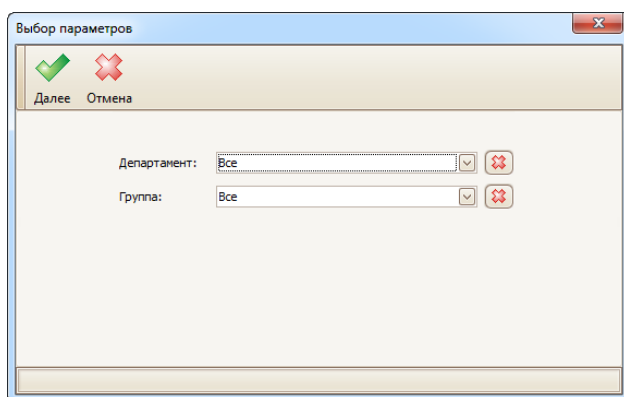 Выбор параметров
Далее Отмена
Департамент: Все
Группа: Все